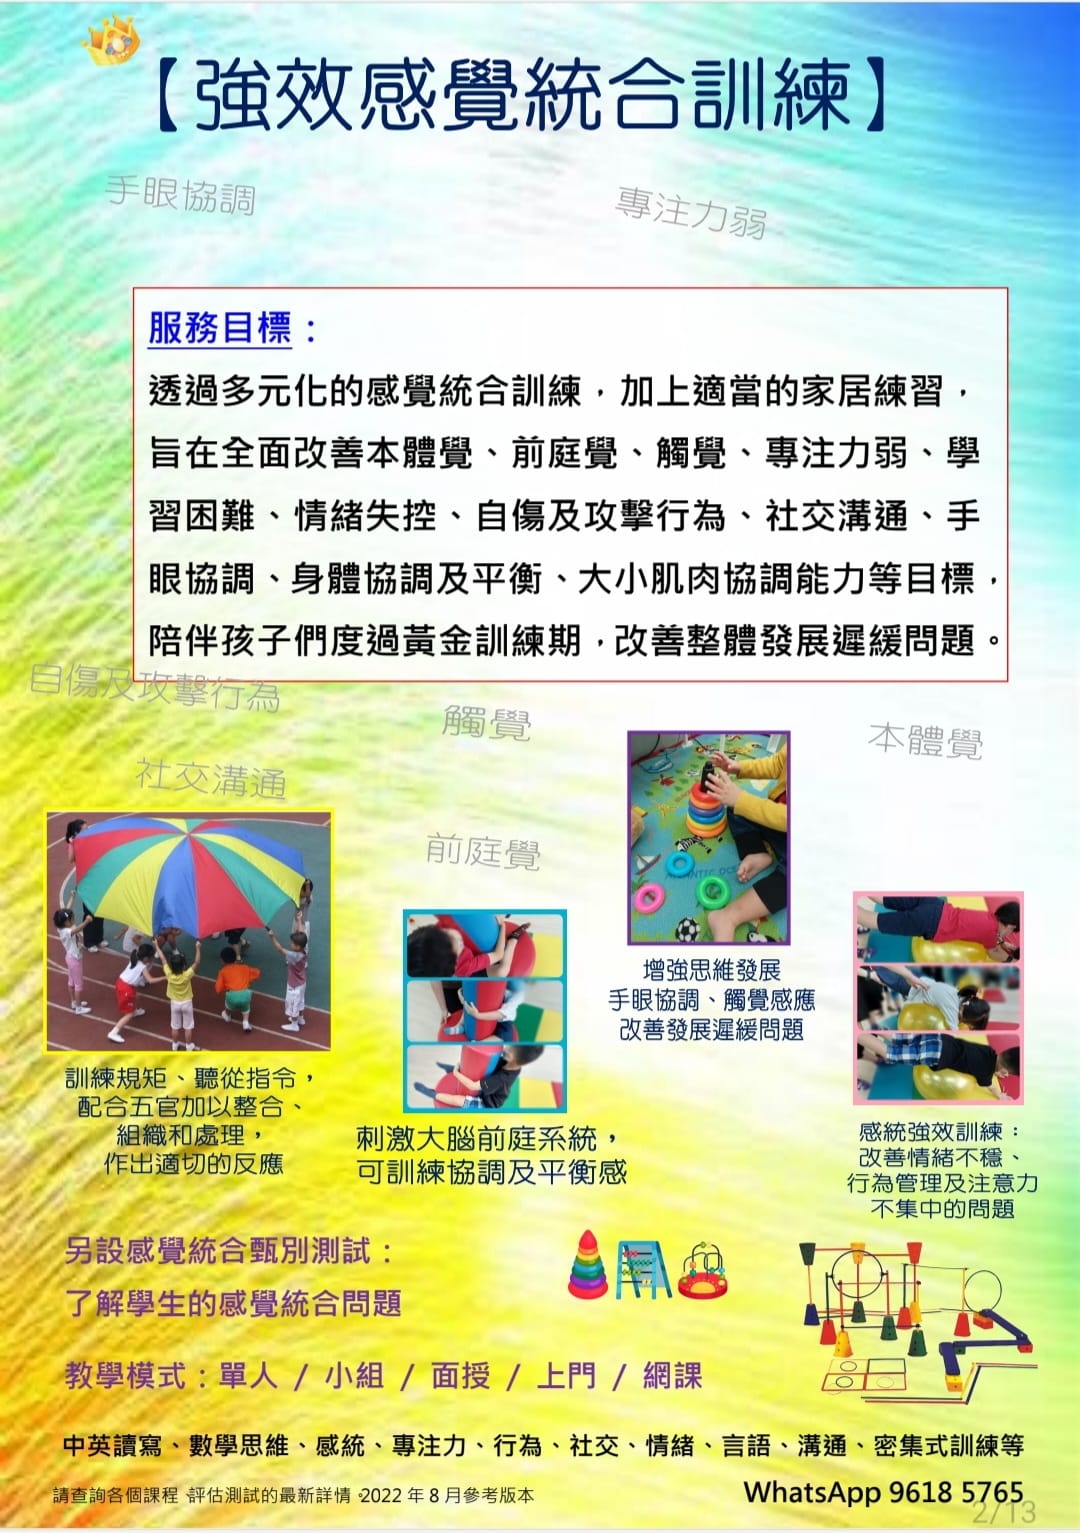 【強效感覺統合訓練】
手眼協調
專注力弱
服務目標：
透過多元化的感覺統合訓練，加上適當的家居練習，
旨在全面改善本體覺、前庭覺、觸覺、專注力弱、學
習困難、情緒失控、自傷及攻擊行為、社交溝通、手
眼協調、身體協調及平衡、大小肌肉協調能力等目標，
陪伴孩子們度過黃金訓練期，改善整體發展遲緩問題。
自傷及攻擊行為
觸覺
本體覺
社交溝通
前庭覺
ATLANTIC OCE
增強思維發展
手眼協調、觸覺感應
改善發展遲緩問題
訓練規矩、聽從指令，
配合五官加以整合、
組織和處理，
作出適切的反應
刺激大腦前庭系統，
可訓練協調及平衡感
感統強效訓練：
改善情緒不穩、
行為管理及注意力
不集中的問題
另設感覺統合甄別測試：
了解學生的感覺統合問題
教學模式：單人 / 小組 / 面授 / 上門 / 網課
中英讀寫、數學思維、感統、專注力、行為、社交、情緒、言語、溝通、密集式訓練等
請查詢各個課程、評估測試的最新詳情。2022 年 8 月參考版本
WhatsApp 9618 5765
2/13